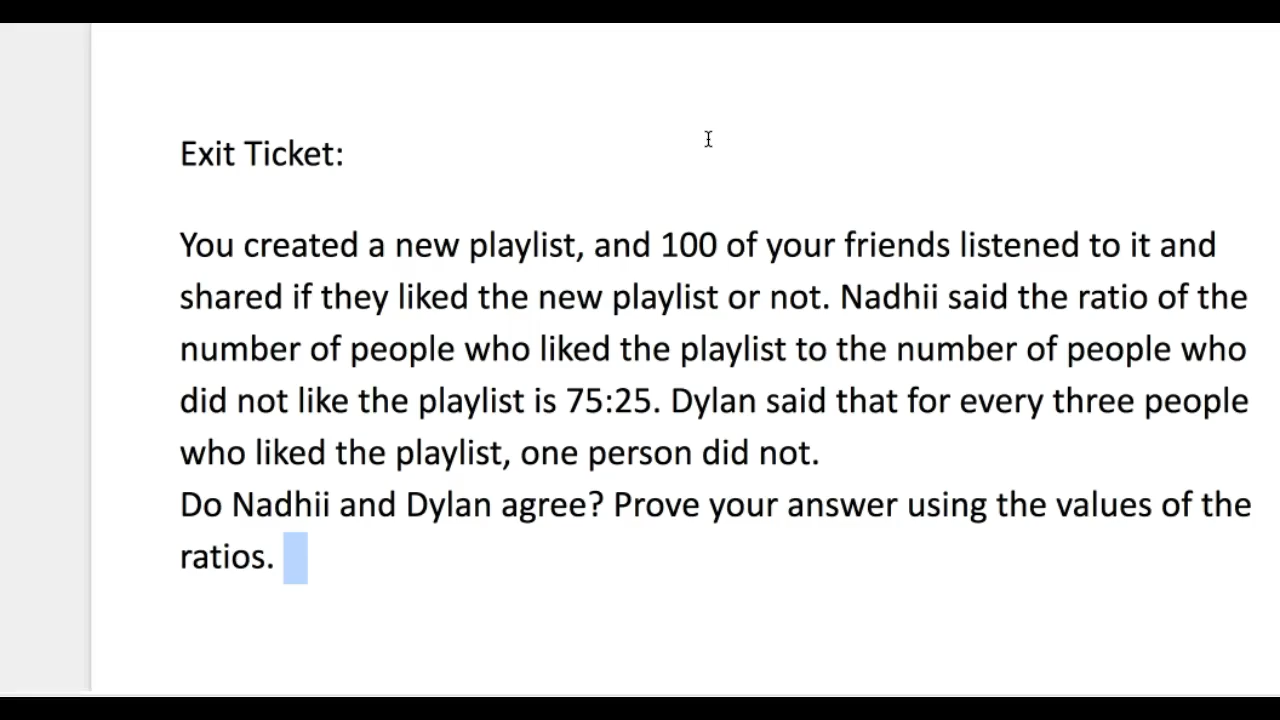 Exit Ticket:
You created a new playlist, and 100 of your friends listened to it and
shared if they liked the new playlist or not. Nadhii said the ratio of the
number of people who liked the playlist to the number of people who
did not like the playlist is 75:25. Dylan said that for every three people
who liked the playlist, one person did not.
Do Nadhii and Dylan agree? Prove your answer using the values of the
ratios.